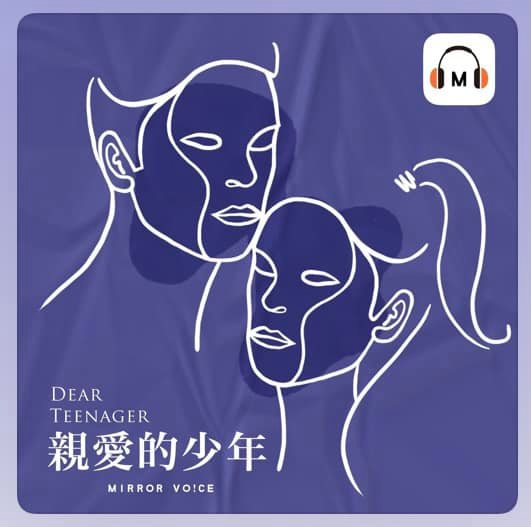 M
DEAR
TEENAGER
親愛的少年
MIRROR VO!CE